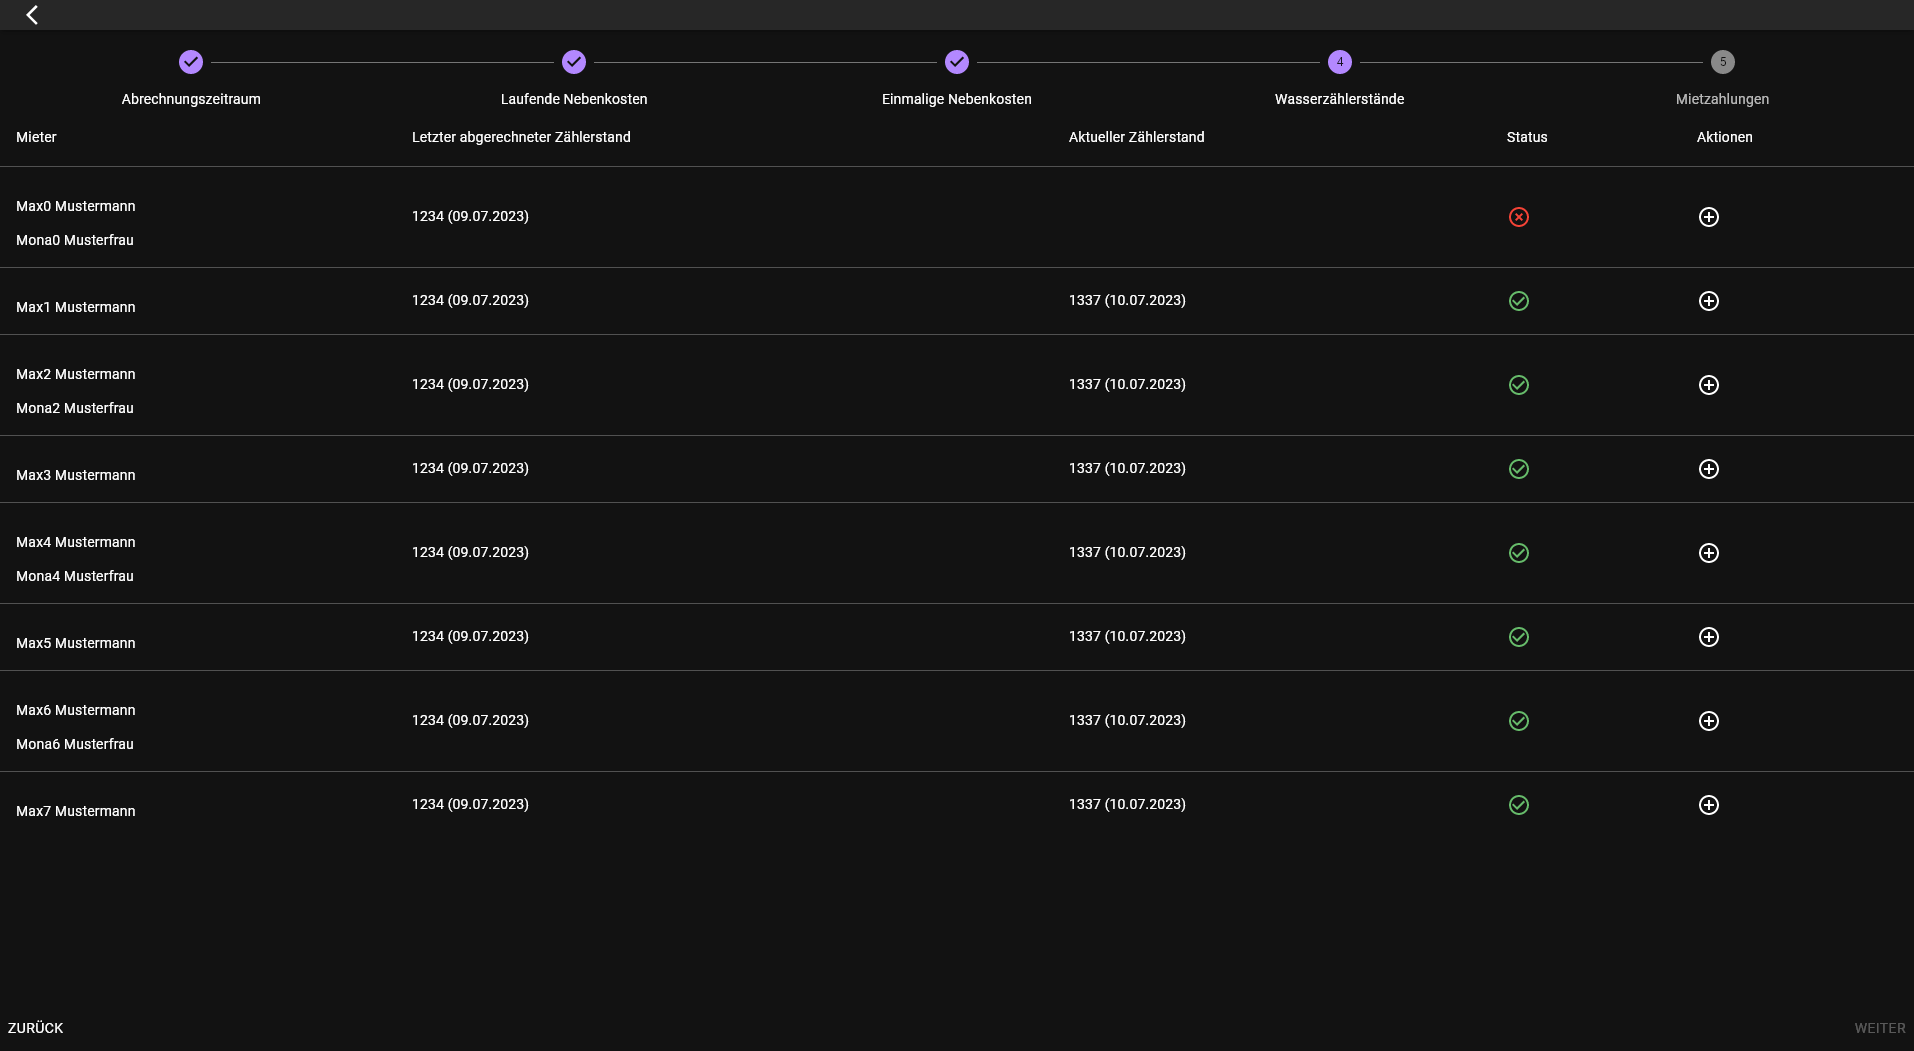 4
5
Abrechnungszeitraum
Laufende Nebenkosten
Einmalige Nebenkosten
Wasserzählerstände
Mietzahlungen
Mieter
Letzter abgerechneter Zählerstand
Aktueller Zählerstand
Status
Aktionen
Max0 Mustermann
Mona0 Musterfrau
1234 (09.07.2023)
Max1 Mustermann
1234 (09.07.2023)
1337 (10.07.2023)
Max2 Mustermann
Mona2 Musterfrau
1234 (09.07.2023)
1337 (10.07.2023)
Max3 Mustermann
1234 (09.07.2023)
1337 (10.07.2023)
Max4 Mustermann
Mona4 Musterfrau
1234 (09.07.2023)
1337 (10.07.2023)
Max5 Mustermann
1234 (09.07.2023)
1337 (10.07.2023)
Max6 Mustermann
Mona6 Musterfrau
1234 (09.07.2023)
1337 (10.07.2023)
Max7 Mustermann
1234 (09.07.2023)
1337 (10.07.2023)
ZURÜCK
WEITER